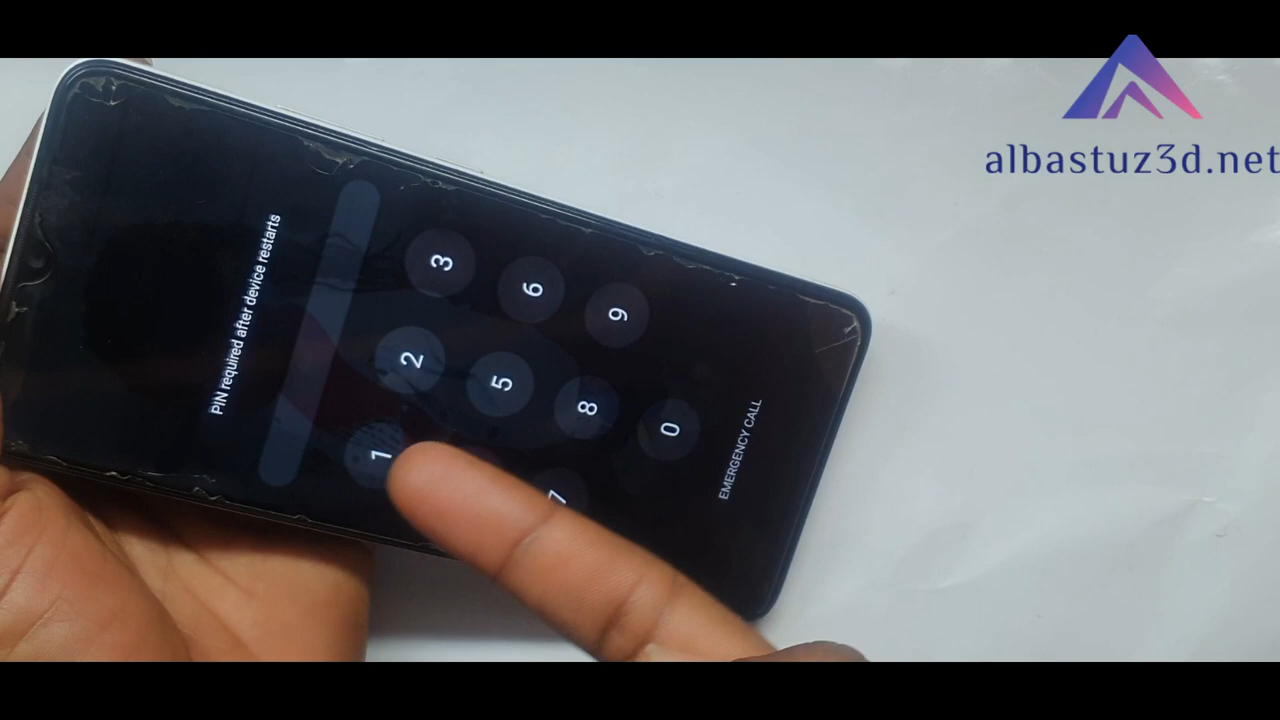 albastuz3d.net
PIN required after device restarts
1 2 3
5 6
7 8 9
0
EMERGENCY CALL